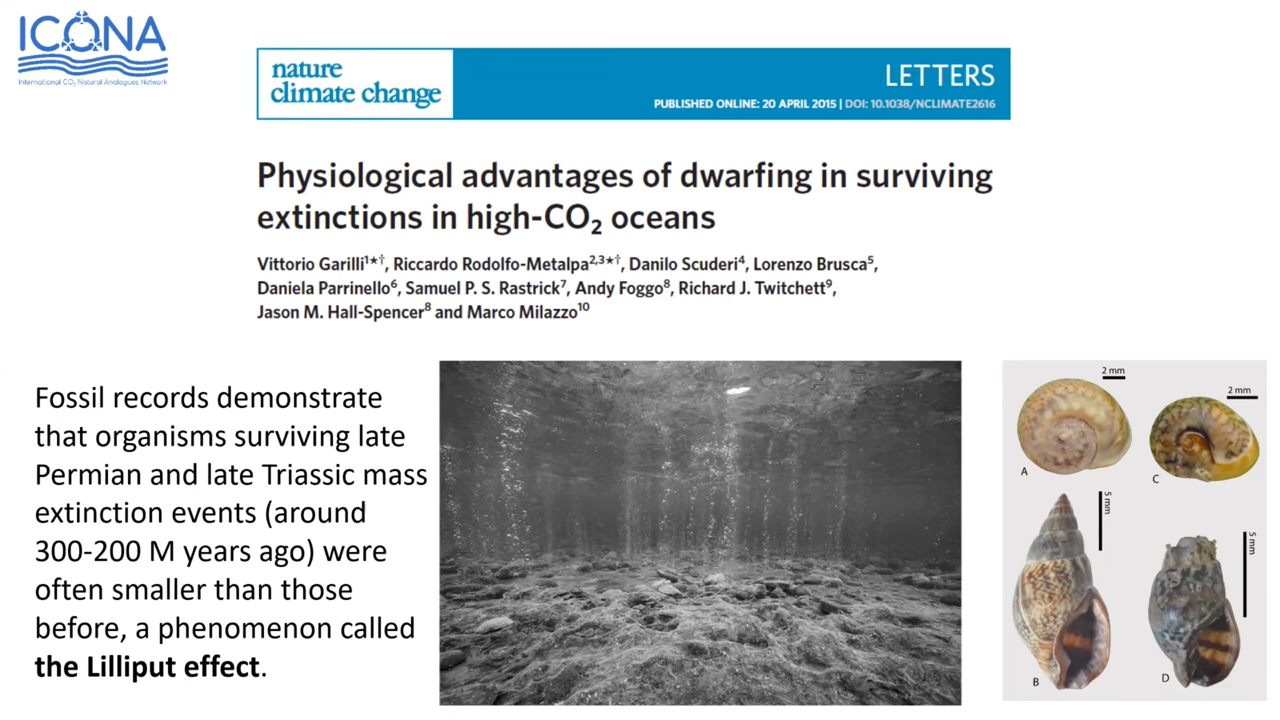 ICONA
International CO₂ Natural Analogues Network
nature
climate change
LETTERS
PUBLISHED ONLINE: 20 APRIL 2015 | DOI: 10.1038/NCLIMATE2616
Physiological advantages of dwarfing in surviving
extinctions in high-CO₂ oceans
Vittorio Garilli¹*†, Riccardo Rodolfo-Metalpa²,³*†, Danilo Scuderi⁴, Lorenzo Brusca⁵,
Daniela Parrinello⁶, Samuel P. S. Rastrick⁷, Andy Foggo⁸, Richard J. Twitchett⁹,
Jason M. Hall-Spencer⁸ and Marco Milazzo¹⁰
Fossil records demonstrate
that organisms surviving late
Permian and late Triassic mass
extinction events (around
300-200 M years ago) were
often smaller than those
before, a phenomenon called
the Lilliput effect.
2 mm
2 mm
A
C
5 mm
5 mm
B
D